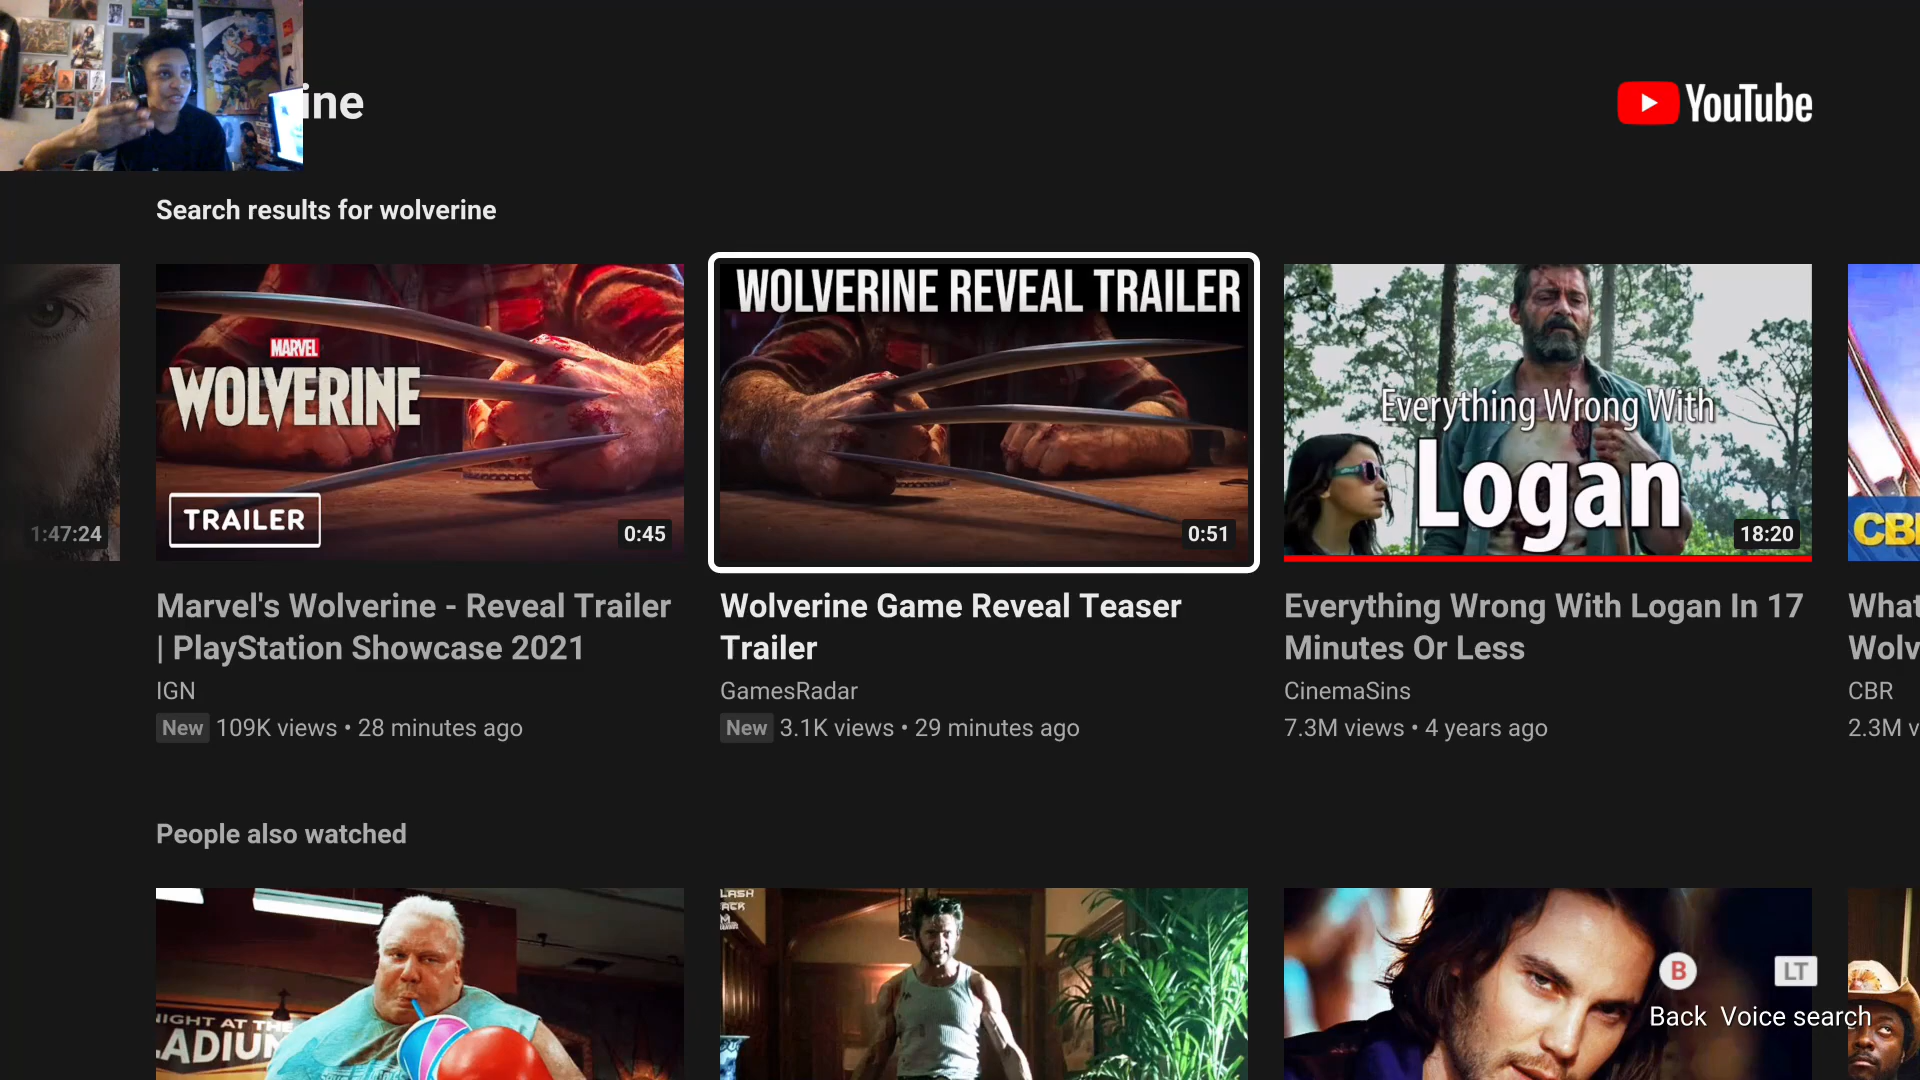 ine
YouTube
Search results for wolverine
1:47:24
MARVEL
WOLVERINE
TRAILER
0:45
WOLVERINE REVEAL TRAILER
0:51
Everything Wrong With
Logan
18:20
CB
Marvel's Wolverine - Reveal Trailer
| PlayStation Showcase 2021
IGN
New 109K views • 28 minutes ago
Wolverine Game Reveal Teaser
Trailer
GamesRadar
New 3.1K views • 29 minutes ago
Everything Wrong With Logan In 17
Minutes Or Less
CinemaSins
7.3M views • 4 years ago
What
Wolv
CBR
2.3M v
People also watched
NIGHT AT THE
LADIUM
B
LT
Back Voice search